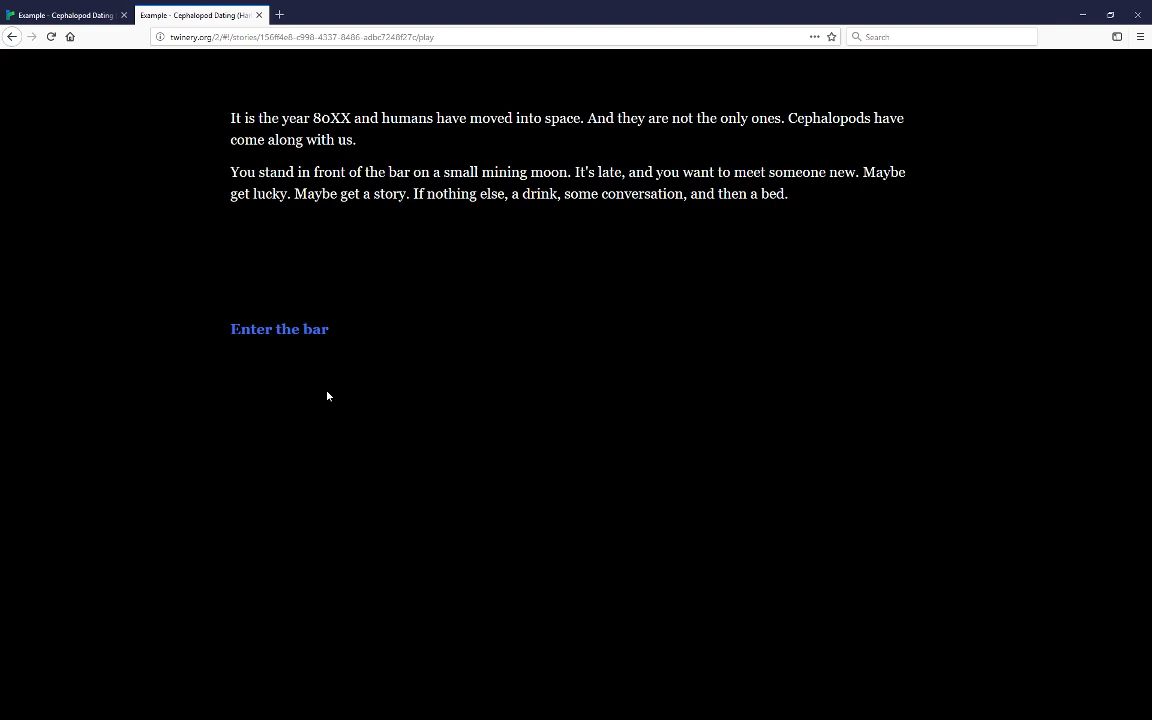 Example - Cephalopod Dating
Example - Cephalopod Dating (Har
twinery.org/2/#!/stories/156ff4e8-c998-4337-8486-adbc7248f27c/play
Search
It is the year 80XX and humans have moved into space. And they are not the only ones. Cephalopods have
come along with us.
You stand in front of the bar on a small mining moon. It's late, and you want to meet someone new. Maybe
get lucky. Maybe get a story. If nothing else, a drink, some conversation, and then a bed.
Enter the bar